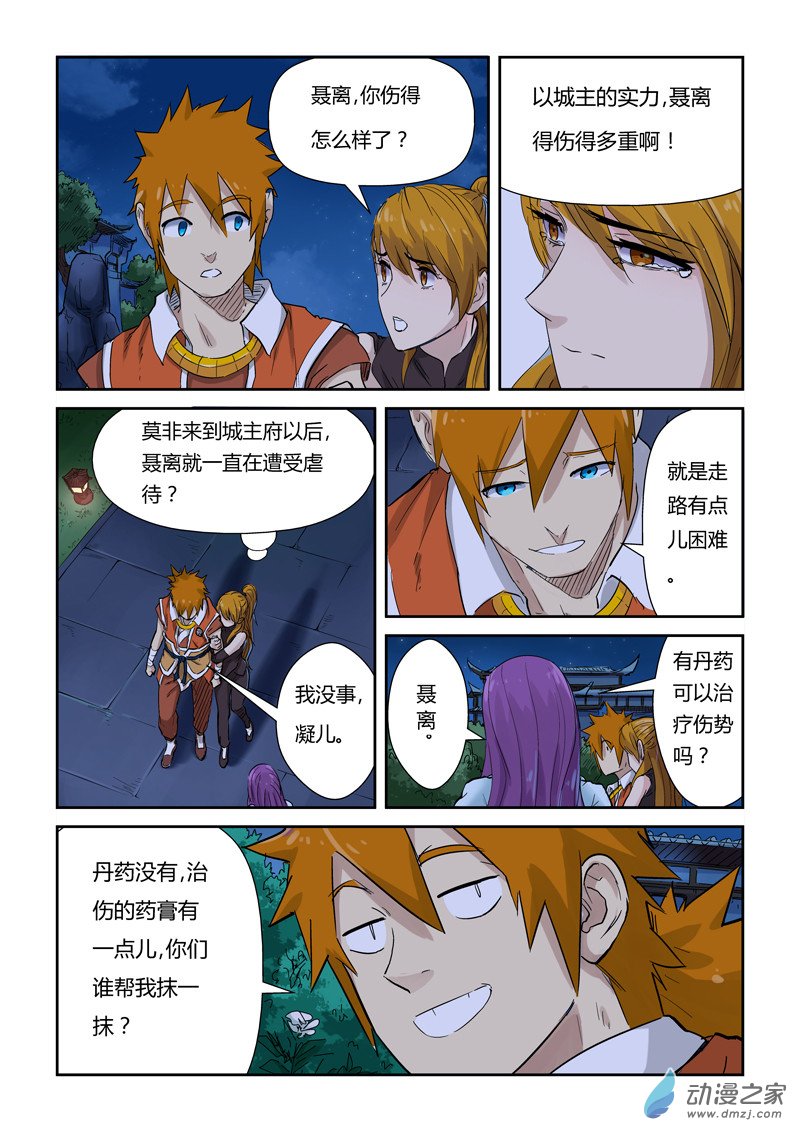 聂离,你伤得
怎么样了？
以城主的实力,聂离
得伤得多重啊！
莫非来到城主府以后,
聂离就一直在遭受虐
待？
我没事,
凝儿。
就是走
路有点
儿困难
。
聂离。
有丹药
可以治
疗伤势
吗？
丹药没有,治
伤的药膏有
一点儿,你们
谁帮我抹一
抹？
动漫之家
www.dmzj.com